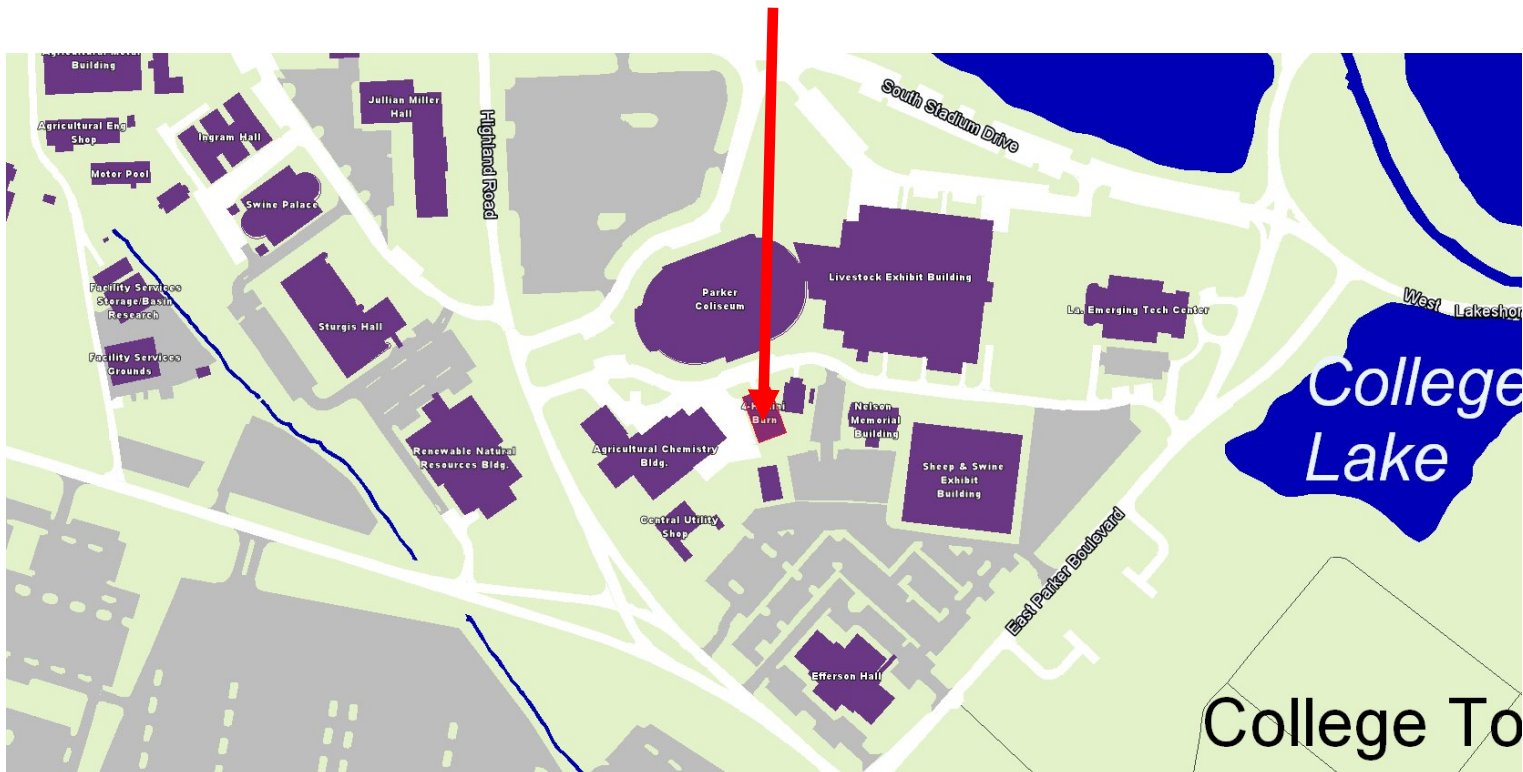 Building
Jullian Miller
Hall
South Stadium Drive
Agricultural Eng
Shop
Ingram Hall
Highland Road
Motor Pool
Swine Palace
Livestock Exhibit Building
Facility Services
Storage/Basin
Research
Parker
Coliseum
Sturgis Hall
La. Emerging Tech Center
West Lakeshor
Facility Services
Grounds
College
Lake
Barn
Nelson
Memorial
Building
Renewable Natural
Resources Bldg.
Agricultural Chemistry
Bldg.
Sheep & Swine
Exhibit
Building
Central Utility
Shop
East Parker Boulevard
Efferson Hall
College To